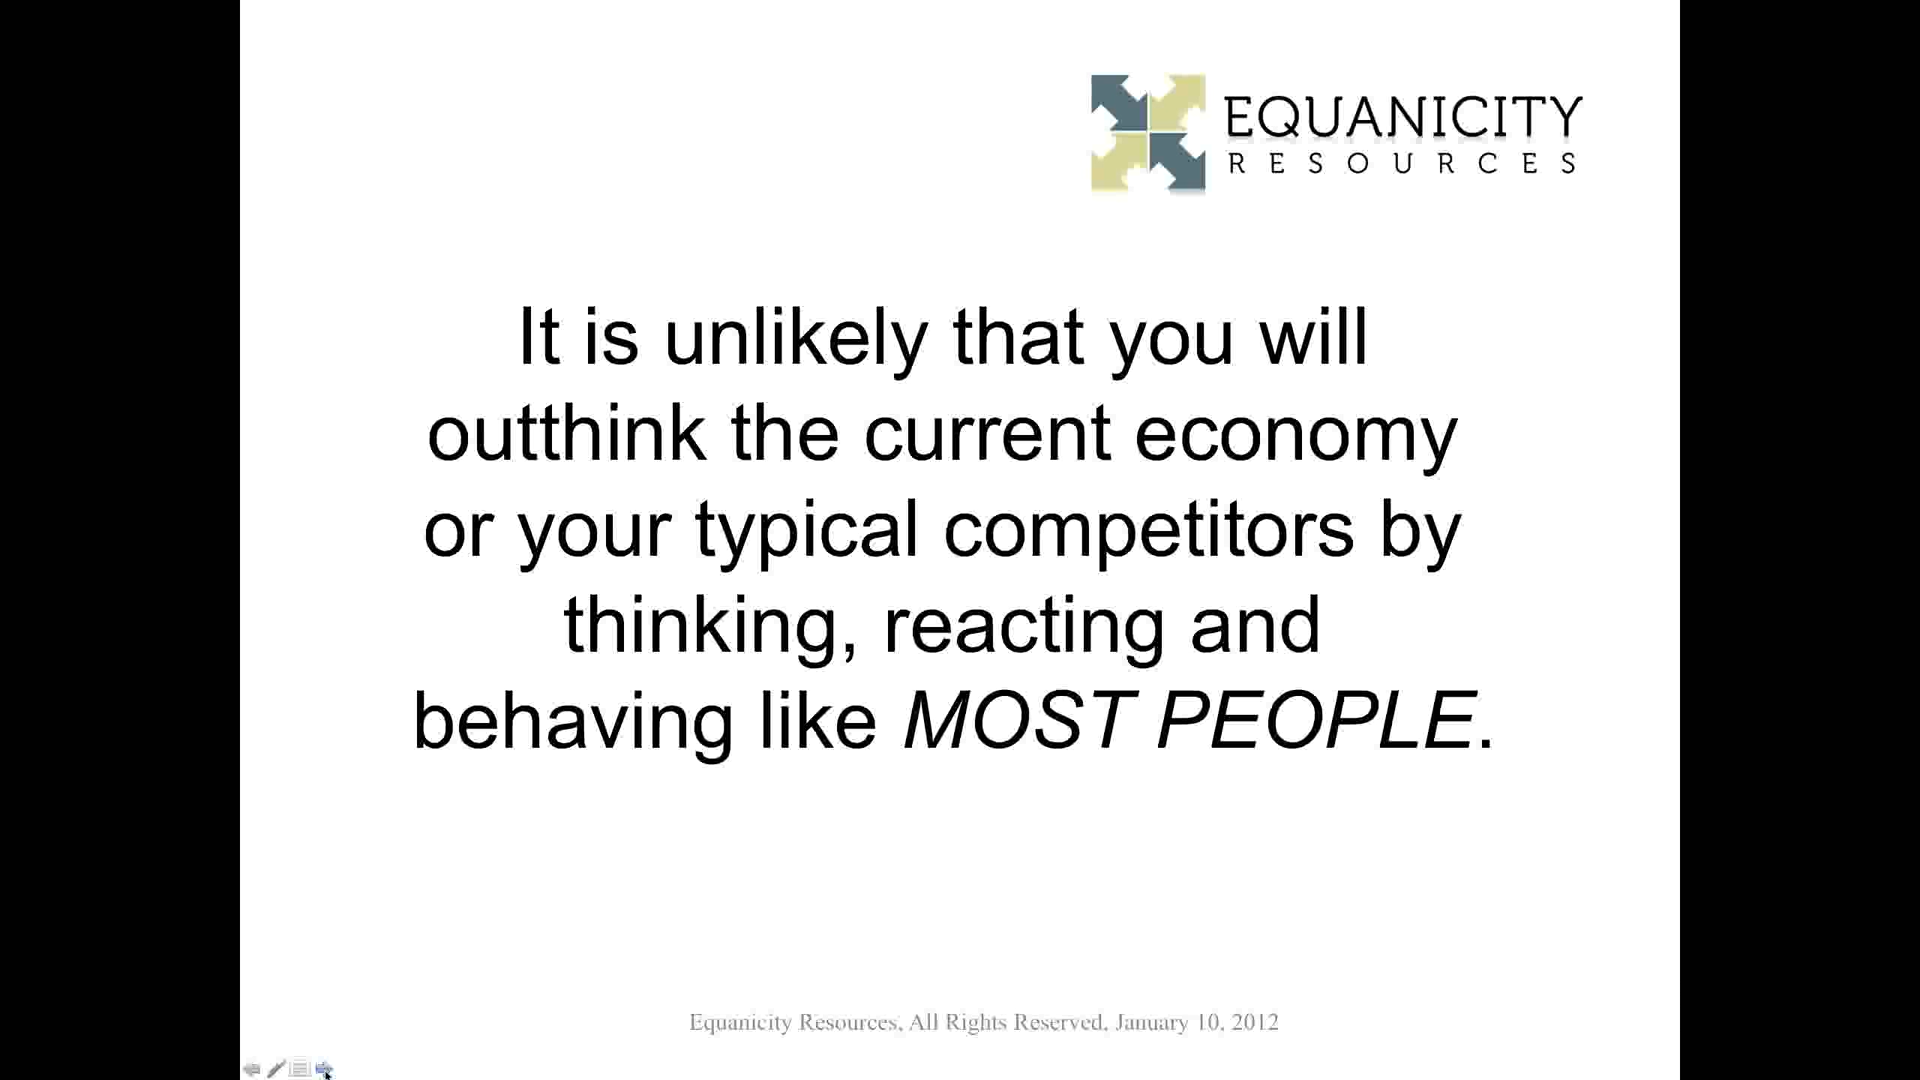 EQUANICITY
RESOURCES
It is unlikely that you will
outthink the current economy
or your typical competitors by
thinking, reacting and
behaving like MOST PEOPLE.
Equanicity Resources, All Rights Reserved, January 10, 2012